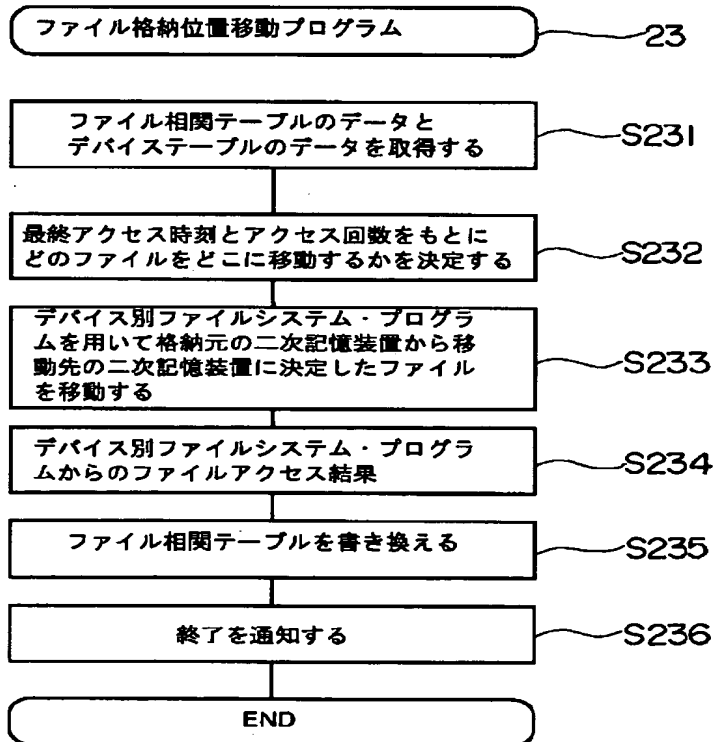 ファイル格納位置移動プログラム
23
ファイル相関テーブルのデータと
デバイステーブルのデータを取得する
S231
最終アクセス時刻とアクセス回数をもとに
どのファイルをどこに移動するかを決定する
S232
デバイス別ファイルシステム・プログラ
ムを用いて格納元の二次記憶装置から移
動先の二次記憶装置に決定したファイル
を移動する
S233
デバイス別ファイルシステム・プログラ
ムからのファイルアクセス結果
S234
ファイル相関テーブルを書き換える
S235
終了を通知する
S236
END